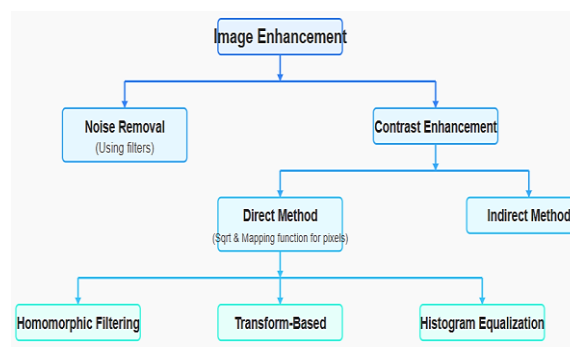 Image Enhancement
Noise Removal
(Using filters)
Contrast Enhancement
Direct Method
(Sqrt & Mapping function for pixels)
Indirect Method
Homomorphic Filtering
Transform-Based
Histogram Equalization